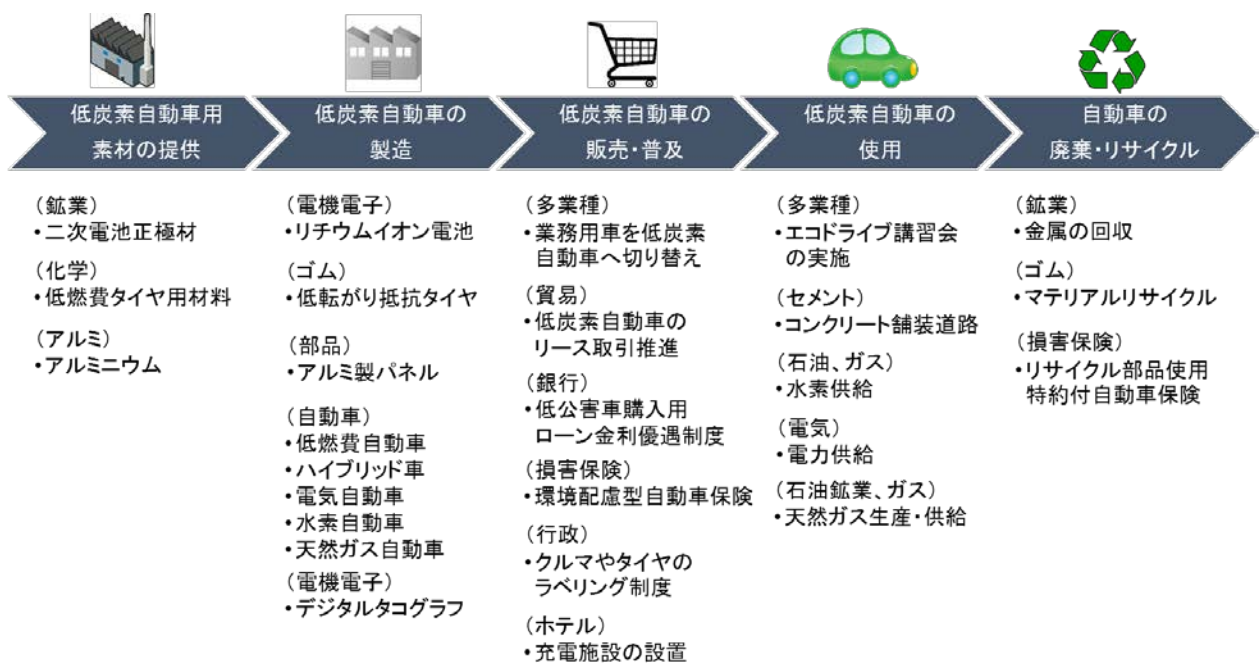 低炭素自動車用
素材の提供
低炭素自動車の
製造
低炭素自動車の
販売・普及
低炭素自動車の
使用
自動車の
廃棄・リサイクル
(鉱業)
・二次電池正極材
(化学)
・低燃費タイヤ用材料
(アルミ)
・アルミニウム
(電機電子)
・リチウムイオン電池
(ゴム)
・低転がり抵抗タイヤ
(部品)
・アルミ製パネル
(自動車)
・低燃費自動車
・ハイブリッド車
・電気自動車
・水素自動車
・天然ガス自動車
(電機電子)
・デジタルタコグラフ
(多業種)
・業務用車を低炭素
自動車へ切り替え
(貿易)
・低炭素自動車の
リース取引推進
(銀行)
・低公害車購入用
ローン金利優遇制度
(損害保険)
・環境配慮型自動車保険
(行政)
・クルマやタイヤの
ラベリング制度
(ホテル)
・充電施設の設置
(多業種)
・エコドライブ講習会
の実施
(セメント)
・コンクリート舗装道路
(石油、ガス)
・水素供給
(電気)
・電力供給
(石油鉱業、ガス)
・天然ガス生産・供給
(鉱業)
・金属の回収
(ゴム)
・マテリアルリサイクル
(損害保険)
・リサイクル部品使用
特約付自動車保険